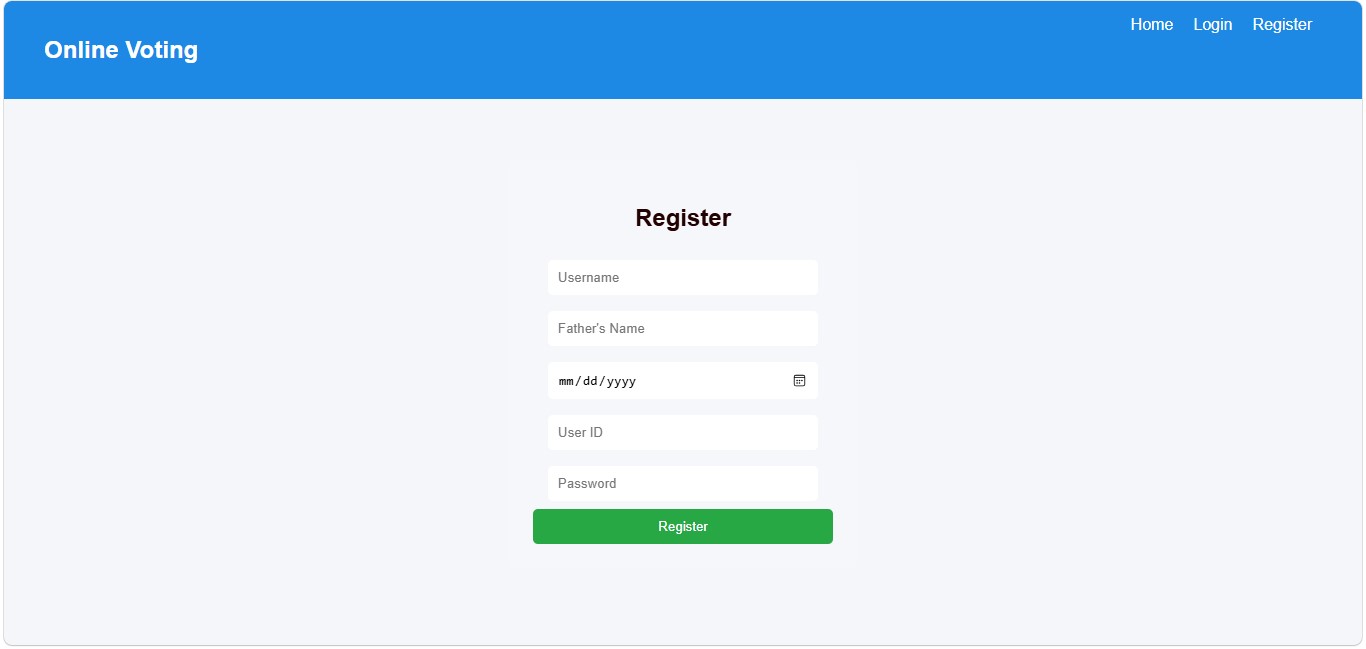 Home Login Register
Online Voting
Register
Username
Father's Name
mm/dd/yyyy
User ID
Password
Register